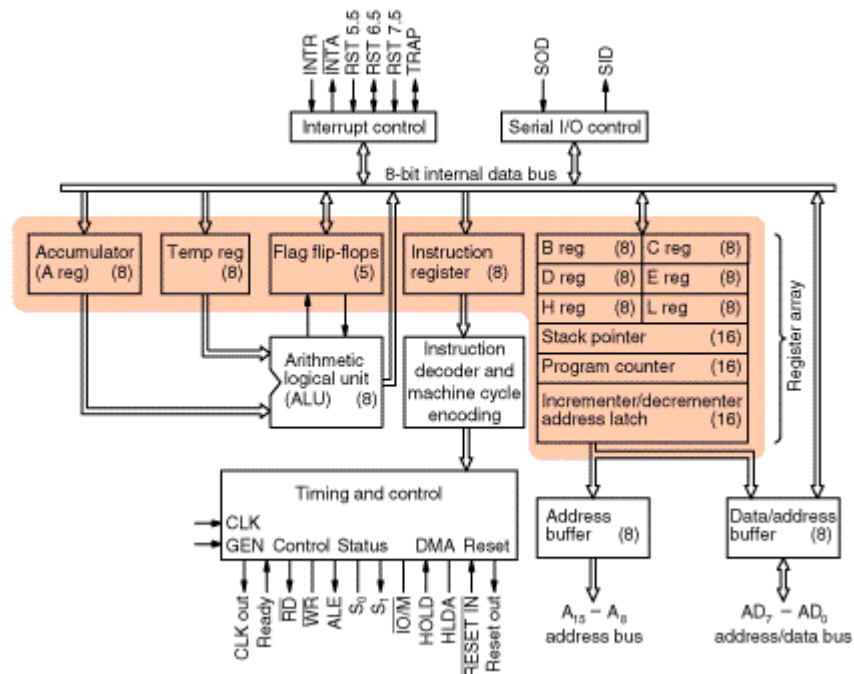 INTR
INTA
RST 5.5
RST 6.5
RST 7.5
TRAP
SOD
SID
Interrupt control
Serial I/O control
8-bit internal data bus
Accumulator
(A reg) (8)
Temp reg
(8)
Flag flip-flops
(5)
Instruction
register (8)
B reg (8) C reg (8)
D reg (8) E reg (8)
H reg (8) L reg (8)
Stack pointer (16)
Program counter (16)
Incrementer/decrementer
address latch (16)
Register array
Arithmetic
logical unit
(ALU) (8)
Instruction
decoder and
machine cycle
encoding
Timing and control
CLK
GEN Control Status DMA Reset
CLK out
Ready
RD
WR
ALE
S₀
S₁
IO/M
HOLD
HLDA
RESET IN
Reset out
Address
buffer (8)
Data/address
buffer (8)
A₁₅ – A₈
address bus
AD₇ – AD₀
address/data bus